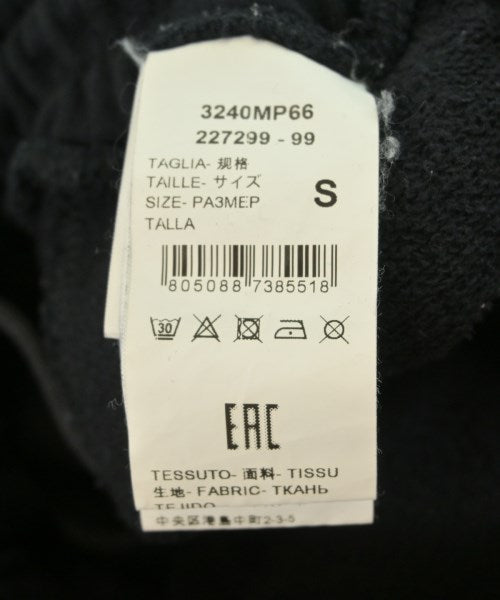 3240MP66
227299 - 99
TAGLIA- 规格
TAILLE- サイズ
SIZE- РАЗМЕР
TALLA
S
805088 7385518
30
EAC
TESSUTO- 面料- TISSU
生地- FABRIC- ТКАНЬ
TEJIDO
中央区港島中町2-3-5